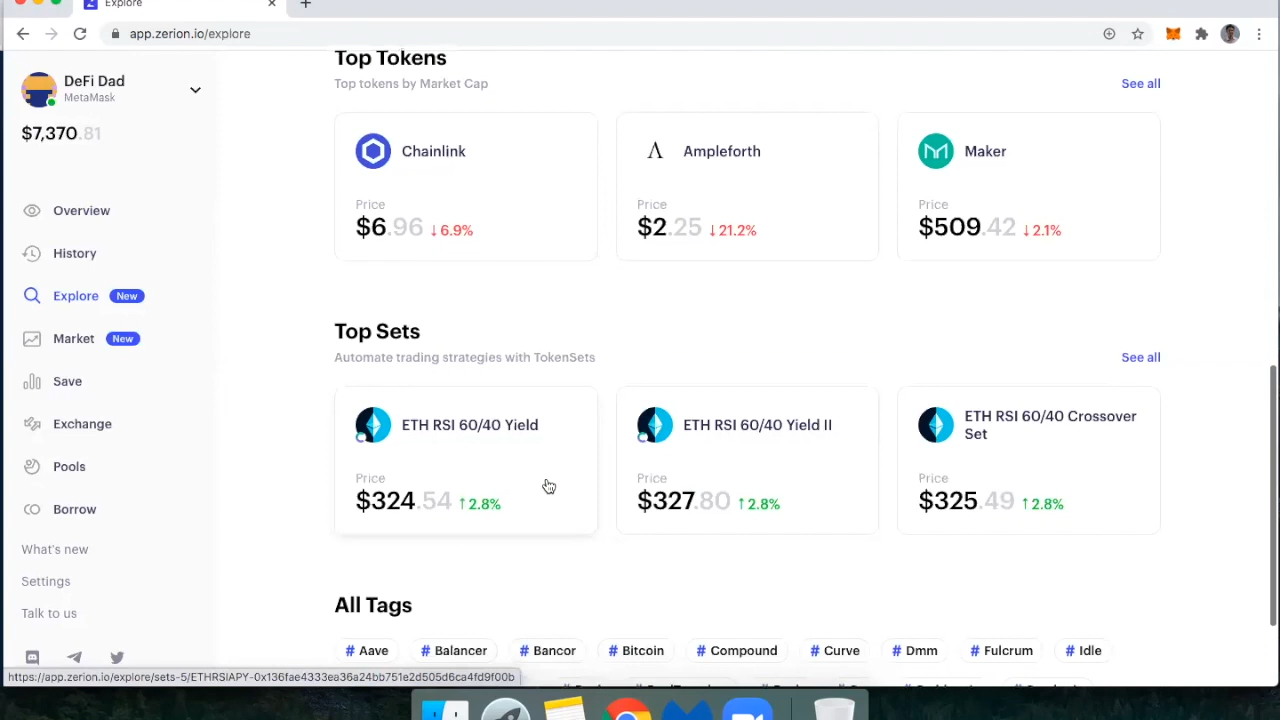 Explore
app.zerion.io/explore
DeFi Dad
MetaMask
$7,370.81
Overview
History
Explore New
Market New
Save
Exchange
Pools
Borrow
What's new
Settings
Talk to us
Top Tokens
Top tokens by Market Cap
See all
Chainlink
Price
$6.96 ↓6.9%
Ampleforth
Price
$2.25 ↓21.2%
Maker
Price
$509.42 ↓2.1%
Top Sets
Automate trading strategies with TokenSets
See all
ETH RSI 60/40 Yield
Price
$324.54 ↑2.8%
ETH RSI 60/40 Yield II
Price
$327.80 ↑2.8%
ETH RSI 60/40 Crossover
Set
Price
$325.49 ↑2.8%
All Tags
# Aave # Balancer # Bancor # Bitcoin # Compound # Curve # Dmm # Fulcrum # Idle
https://app.zerion.io/explore/sets-5/ETHRSIAPY-0x136fae4333ea36a24bb751e2d505d6ca4fd9f00b